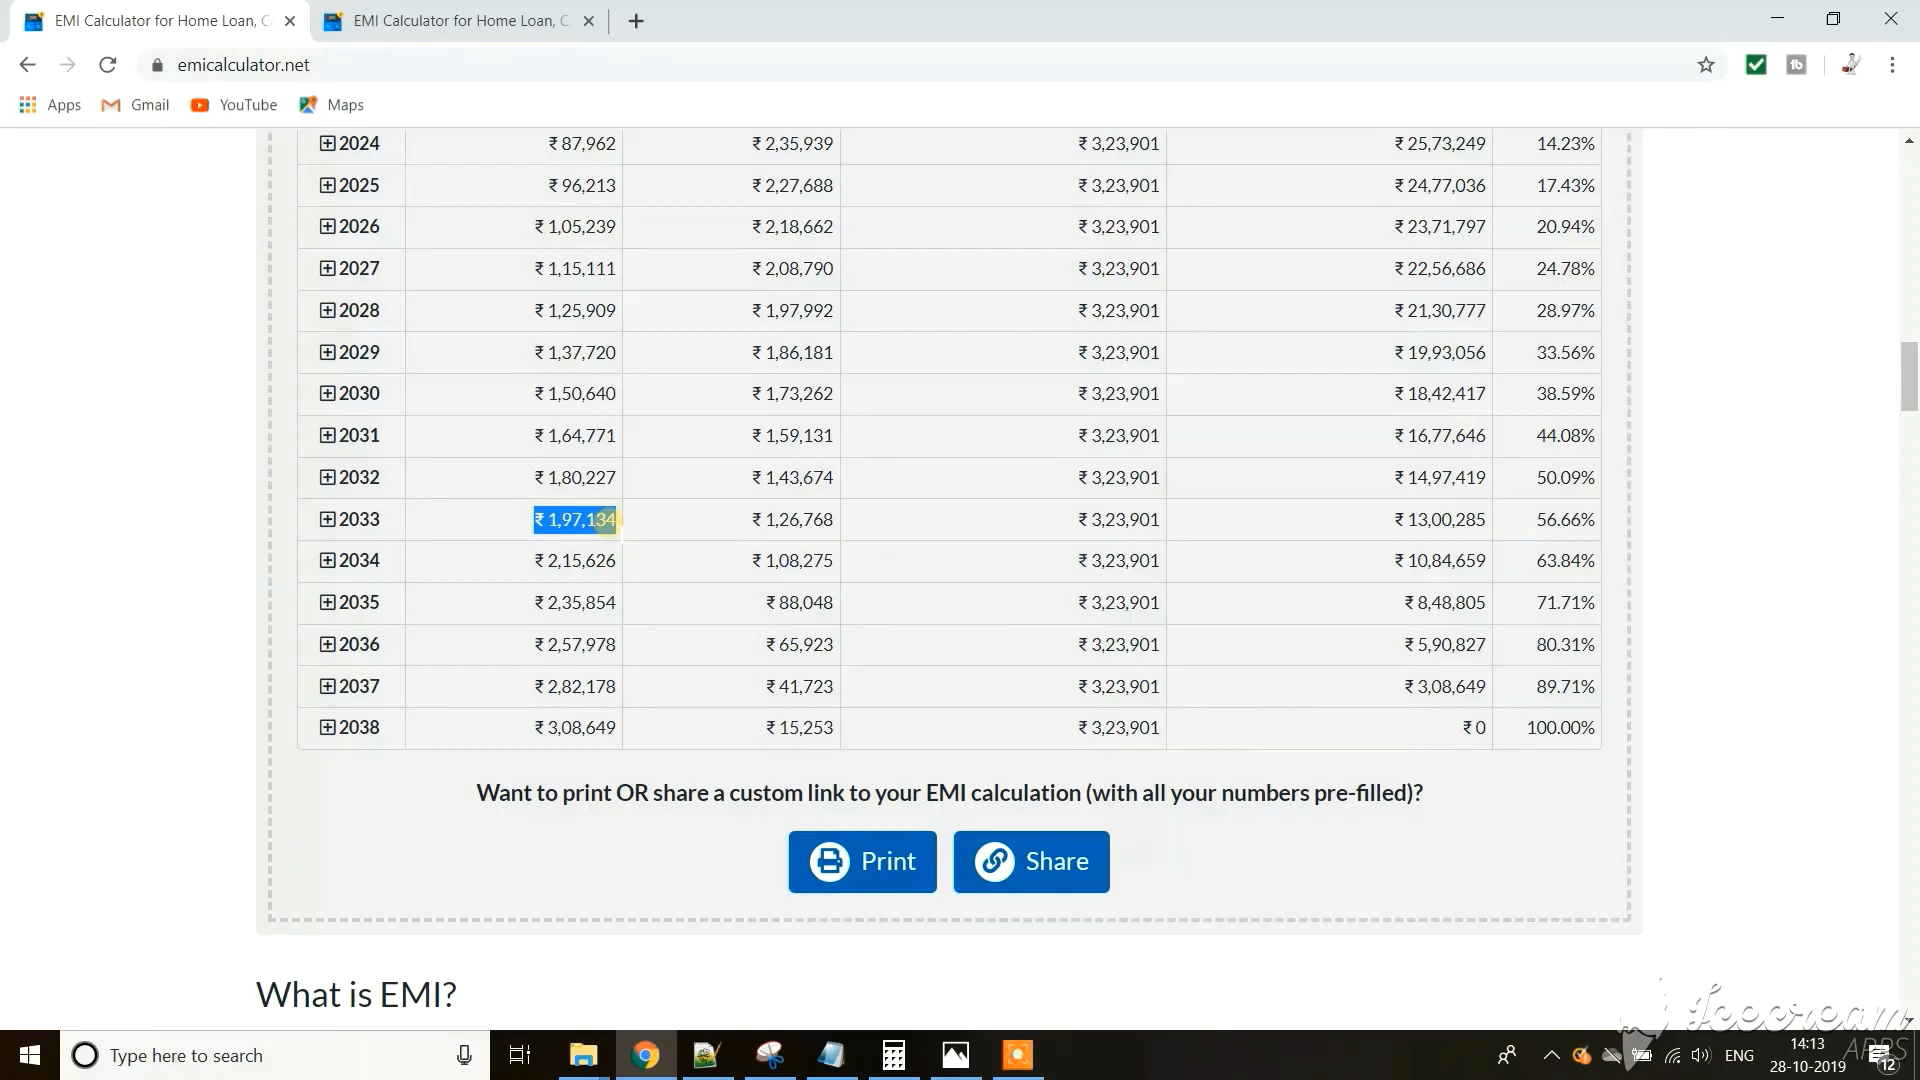 EMI Calculator for Home Loan, C
EMI Calculator for Home Loan, C
emicalculator.net
Apps Gmail YouTube Maps
2024 ₹ 87,962 ₹ 2,35,939 ₹ 3,23,901 ₹ 25,73,249 14.23%
2025 ₹ 96,213 ₹ 2,27,688 ₹ 3,23,901 ₹ 24,77,036 17.43%
2026 ₹ 1,05,239 ₹ 2,18,662 ₹ 3,23,901 ₹ 23,71,797 20.94%
2027 ₹ 1,15,111 ₹ 2,08,790 ₹ 3,23,901 ₹ 22,56,686 24.78%
2028 ₹ 1,25,909 ₹ 1,97,992 ₹ 3,23,901 ₹ 21,30,777 28.97%
2029 ₹ 1,37,720 ₹ 1,86,181 ₹ 3,23,901 ₹ 19,93,056 33.56%
2030 ₹ 1,50,640 ₹ 1,73,262 ₹ 3,23,901 ₹ 18,42,417 38.59%
2031 ₹ 1,64,771 ₹ 1,59,131 ₹ 3,23,901 ₹ 16,77,646 44.08%
2032 ₹ 1,80,227 ₹ 1,43,674 ₹ 3,23,901 ₹ 14,97,419 50.09%
2033 ₹ 1,97,134 ₹ 1,26,768 ₹ 3,23,901 ₹ 13,00,285 56.66%
2034 ₹ 2,15,626 ₹ 1,08,275 ₹ 3,23,901 ₹ 10,84,659 63.84%
2035 ₹ 2,35,854 ₹ 88,048 ₹ 3,23,901 ₹ 8,48,805 71.71%
2036 ₹ 2,57,978 ₹ 65,923 ₹ 3,23,901 ₹ 5,90,827 80.31%
2037 ₹ 2,82,178 ₹ 41,723 ₹ 3,23,901 ₹ 3,08,649 89.71%
2038 ₹ 3,08,649 ₹ 15,253 ₹ 3,23,901 ₹ 0 100.00%
Want to print OR share a custom link to your EMI calculation (with all your numbers pre-filled)?
Print Share
What is EMI?
Icecream
APPS
Type here to search
ENG
14:13
28-10-2019
12